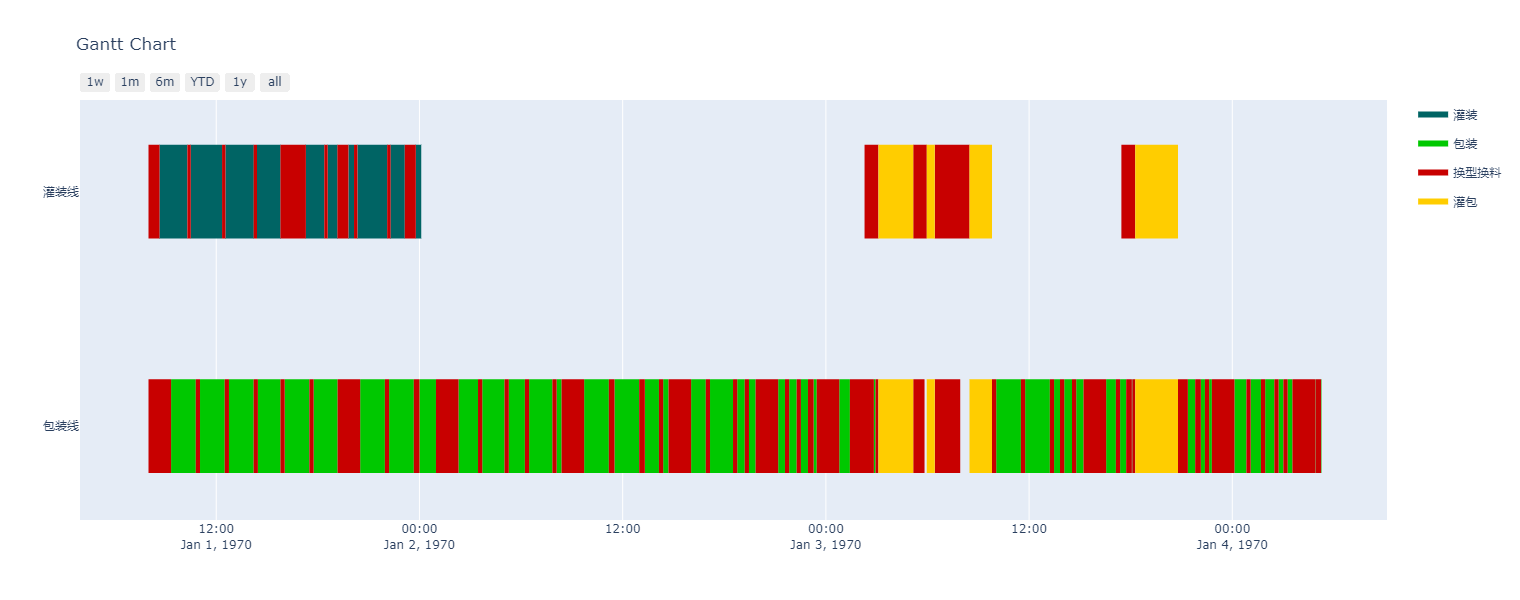 Gantt Chart
1w 1m 6m YTD 1y all
灌装
包装
换型换料
灌包
灌装线
包装线
12:00 00:00 12:00 00:00 12:00 00:00
Jan 1, 1970 Jan 2, 1970 Jan 3, 1970 Jan 4, 1970